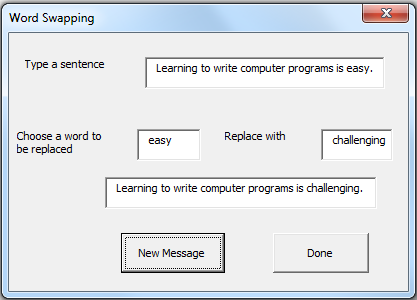 Word Swapping
Type a sentence
Learning to write computer programs is easy.
Choose a word to
be replaced
easy
Replace with
challenging
Learning to write computer programs is challenging.
New Message
Done